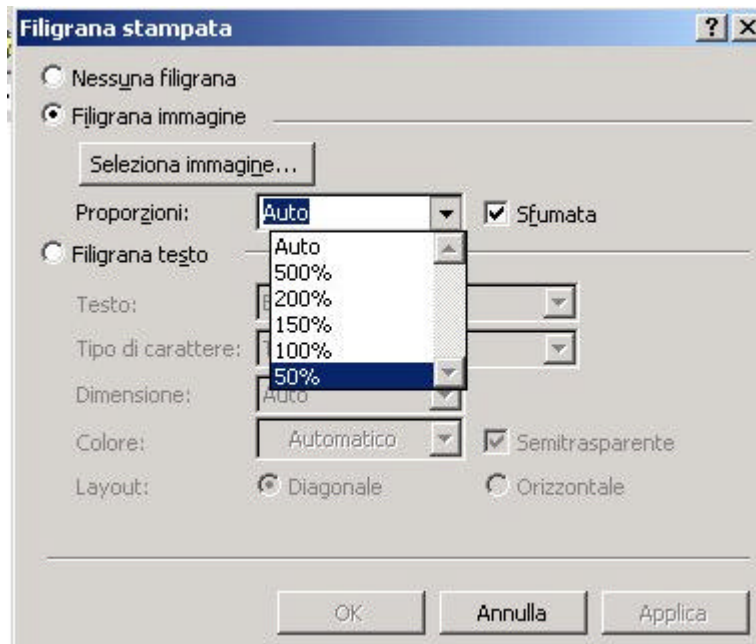 Filigrana stampata
Nessuna filigrana
Filigrana immagine
Seleziona immagine...
Proporzioni: Auto Sfumata
Auto
500%
200%
150%
100%
50%
Filigrana testo
Testo:
Tipo di carattere:
Dimensione: Auto
Colore: Automatico Semitrasparente
Layout: Diagonale Orizzontale
OK Annulla Applica